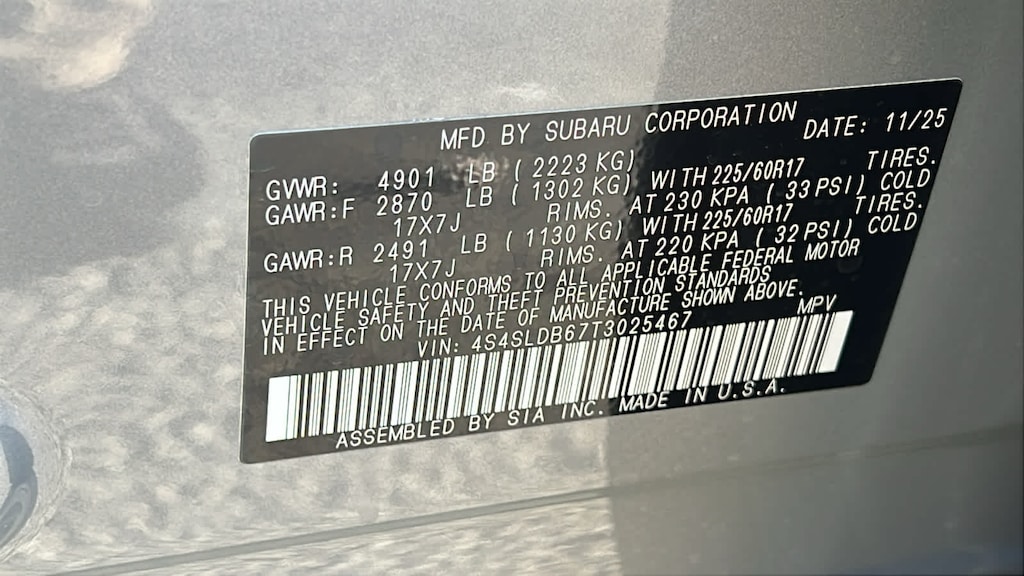 MFD BY SUBARU CORPORATION DATE: 11/25
GVWR: 4901 LB ( 2223 KG)
GAWR:F 2870 LB ( 1302 KG) WITH 225/60R17 TIRES.
17X7J RIMS. AT 230 KPA ( 33 PSI) COLD
GAWR:R 2491 LB ( 1130 KG) WITH 225/60R17 TIRES.
17X7J RIMS. AT 220 KPA ( 32 PSI) COLD
THIS VEHICLE CONFORMS TO ALL APPLICABLE FEDERAL MOTOR
VEHICLE SAFETY AND THEFT PREVENTION STANDARDS
IN EFFECT ON THE DATE OF MANUFACTURE SHOWN ABOVE.
VIN: 4S4SLDB67T3025467 MPV
ASSEMBLED BY SIA INC. MADE IN U.S.A.